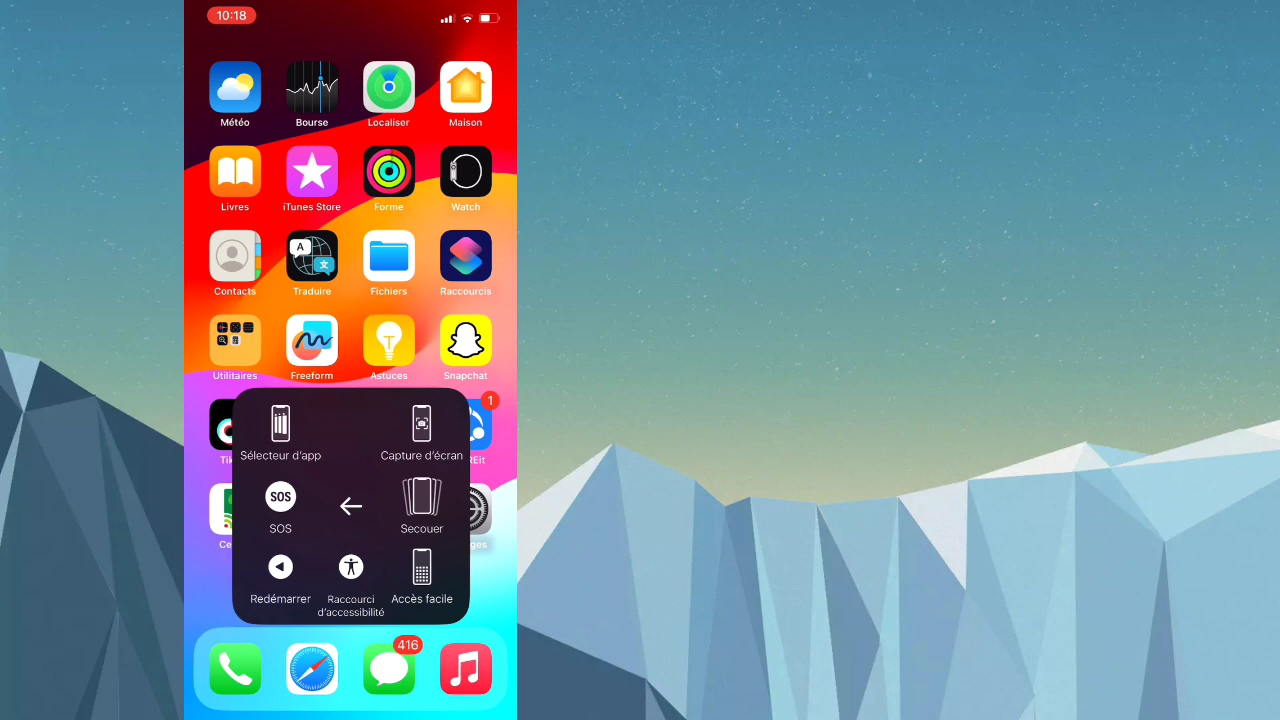 10:18
Météo
Bourse
Localiser
Maison
Livres
iTunes Store
Forme
Watch
A
文
Contacts
Traduire
Fichiers
Raccourcis
Utilitaires
Freeform
Astuces
Snapchat
1
Sélecteur d'app
Capture d'écran
SOS
SOS
Secouer
Redémarrer
Raccourci
d'accessibilité
Accès facile
416